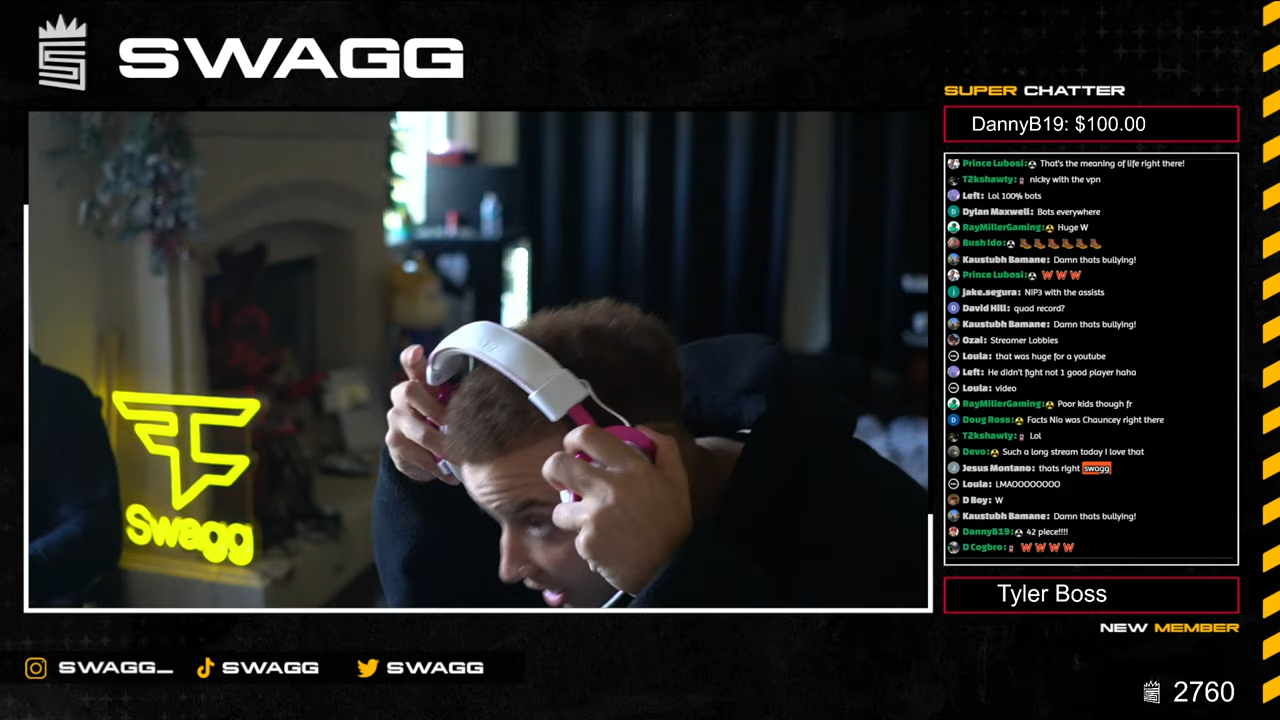 SWAGG
SUPER CHATTER
DannyB19: $100.00
Prince Lubosi: That's the meaning of life right there!
T2kshawty: nicky with the vpn
Left: Lol 100% bots
Dylan Maxwell: Bots everywhere
RayMillerGaming: Huge W
Bush Ido:
Kaustubh Bamane: Damn thats bullying!
Prince Lubosi: W W W
jake.segura: NIP3 with the assists
David Hill: quad record?
Kaustubh Bamane: Damn thats bullying!
Ozai: Streamer Lobbies
Loula: that was huge for a youtube
Left: He didn't fight not 1 good player haha
Loula: video
RayMillerGaming: Poor kids though fr
Doug Ross: Facts Nio was Chauncey right there
T2kshawty: Lol
Devo: Such a long stream today I love that
Jesus Montano: thats right swagg
Loula: LMAOOOOOOOO
D Boy: W
Kaustubh Bamane: Damn thats bullying!
DannyB19: 42 piece!!!!
D Cogbro: W W W W
Tyler Boss
NEW MEMBER
Swagg
SWAGG_ SWAGG SWAGG
2760